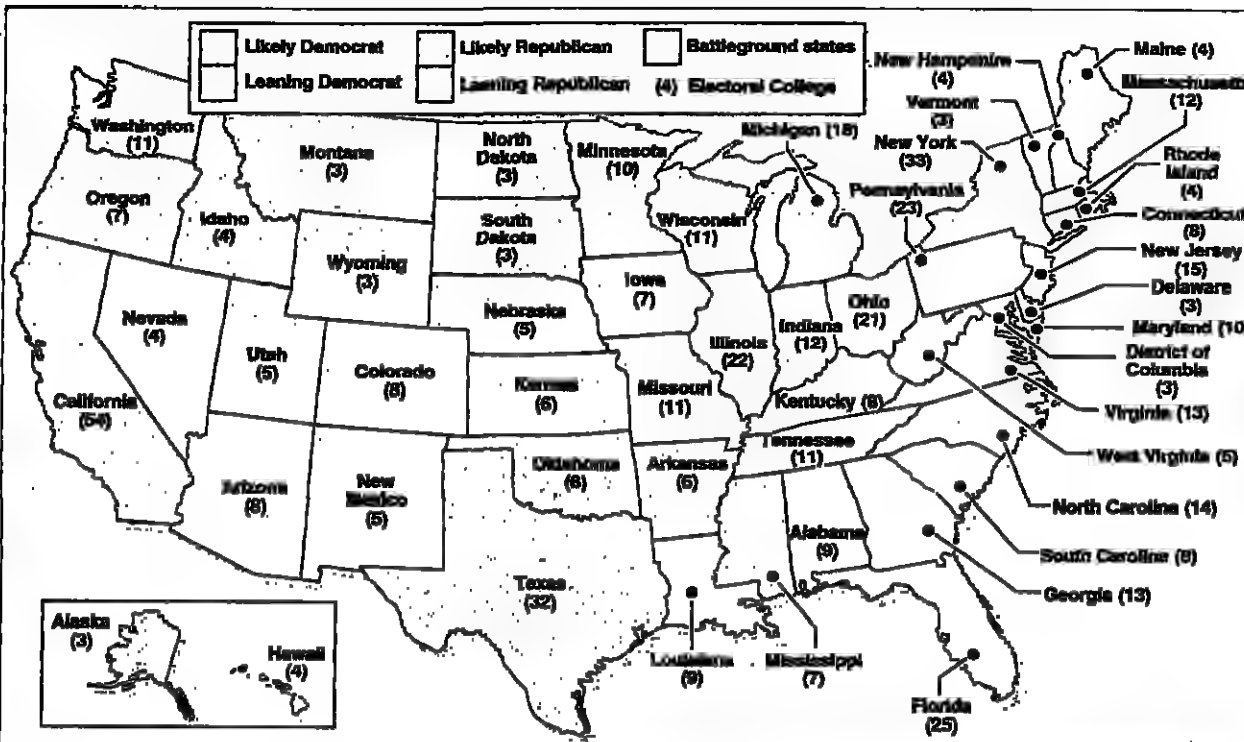 Likely Democrat
Likely Republican
Battleground states
Leaning Democrat
Leaning Republican
(4) Electoral College
Washington
(11)
Oregon
(7)
Idaho
(4)
Montana
(3)
Wyoming
(3)
North
Dakota
(3)
South
Dakota
(3)
Nebraska
(5)
Minnesota
(10)
Iowa
(7)
Wisconsin
(11)
Michigan (18)
California
(54)
Nevada
(4)
Utah
(5)
Colorado
(8)
Arizona
(8)
New
Mexico
(5)
Kansas
(6)
Oklahoma
(8)
Texas
(32)
Missouri
(11)
Arkansas
(6)
Illinois
(22)
Indiana
(12)
Ohio
(21)
Kentucky (8)
Tennessee
(11)
Alabama
(9)
Louisiana
(9)
Mississippi
(7)
Alaska
(3)
Hawaii
(4)
Maine (4)
New Hampshire
(4)
Vermont
(3)
New York
(33)
Pennsylvania
(23)
Massachusetts
(12)
Rhode
Island
(4)
Connecticut
(8)
New Jersey
(15)
Delaware
(3)
Maryland (10
District of
Columbia
(3)
Virginia (13)
West Virginia (5)
North Carolina (14)
South Carolina (8)
Georgia (13)
Florida
(25)